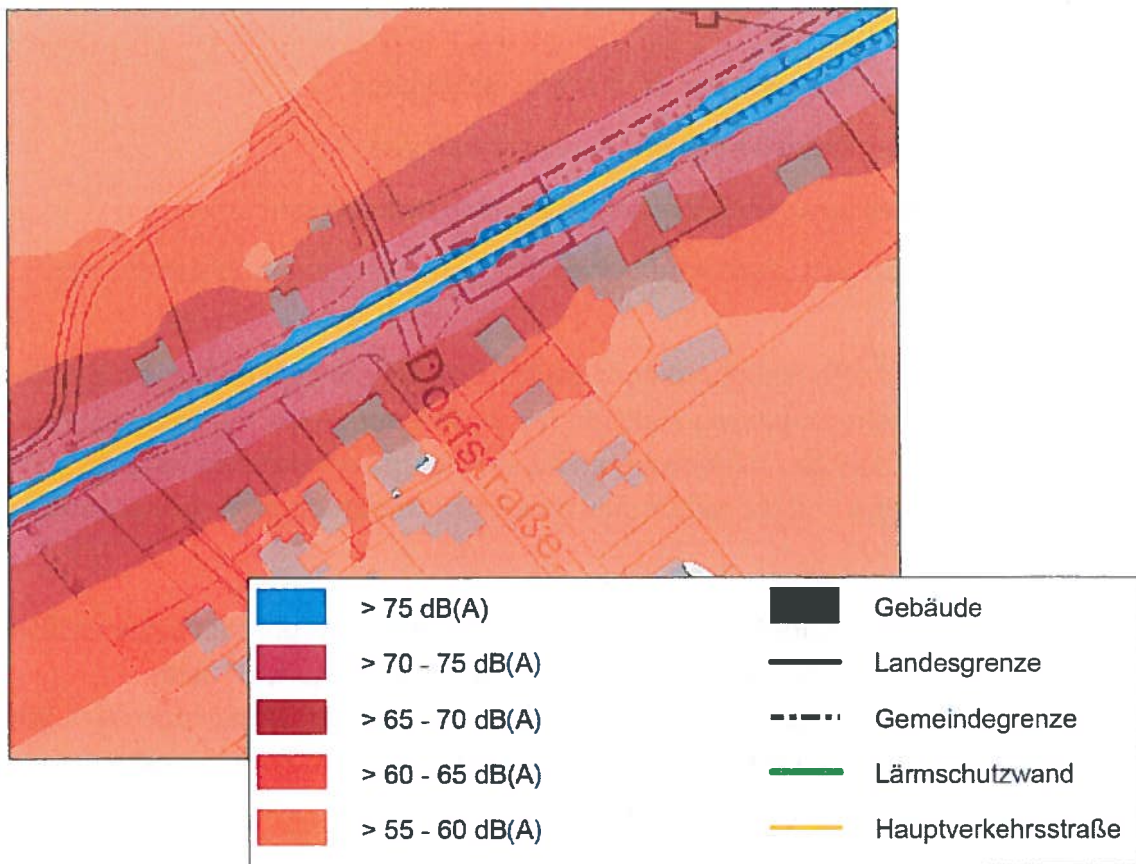 Dorfstraße
> 75 dB(A)
> 70 - 75 dB(A)
> 65 - 70 dB(A)
> 60 - 65 dB(A)
> 55 - 60 dB(A)
Gebäude
Landesgrenze
Gemeindegrenze
Lärmschutzwand
Hauptverkehrsstraße